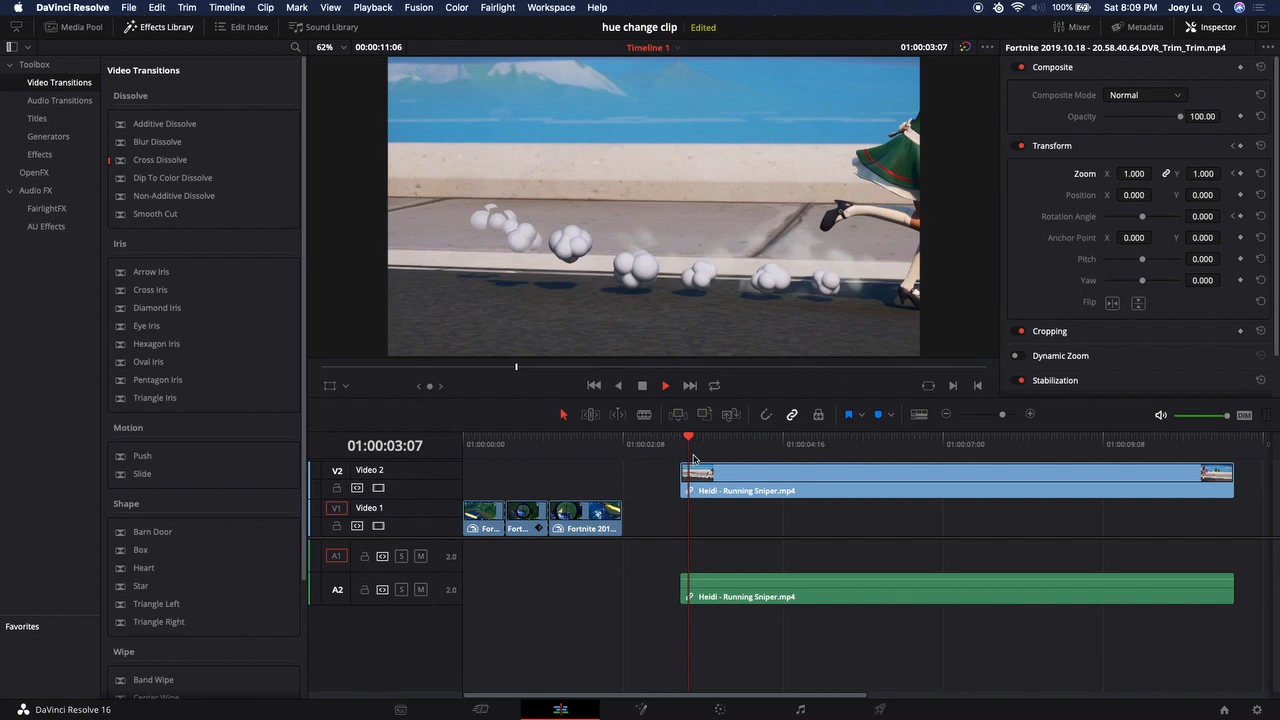 DaVinci Resolve File Edit Trim Timeline Clip Mark View Playback Fusion Color Fairlight Workspace Help 100% Sat 8:09 PM Joey Lu
Media Pool Effects Library Edit Index Sound Library hue change clip Edited Mixer Metadata Inspector
62% 00:00:11:06 Timeline 1 01:00:03:07 Fortnite 2019.10.18 - 22.58.40.64.DVR_Trim_Trim.mp4
Toolbox
Video Transitions
Audio Transitions
Titles
Generators
Effects
OpenFX
Audio FX
FairlightFX
AU Effects
Favorites
Video Transitions
Dissolve
Additive Dissolve
Blur Dissolve
Cross Dissolve
Dip To Color Dissolve
Non-Additive Dissolve
Smooth Cut
Iris
Arrow Iris
Cross Iris
Diamond Iris
Eye Iris
Hexagon Iris
Oval Iris
Pentagon Iris
Triangle Iris
Motion
Push
Slide
Shape
Barn Door
Box
Heart
Star
Triangle Left
Triangle Right
Wipe
Band Wipe
Center Wipe
Composite
Composite Mode Normal
Opacity 100.00
Transform
Zoom X 1.000 Y 1.000
Position X 0.000 Y 0.000
Rotation Angle 0.000
Anchor Point X 0.000 Y 0.000
Pitch 0.000
Yaw 0.000
Flip
Cropping
Dynamic Zoom
Stabilization
DIM
01:00:03:07 01:00:00:00 01:00:02:08 01:00:04:16 01:00:07:00 01:00:09:08
V2 Video 2
Heidi - Running Sniper.mp4
V1 Video 1
For... Fort... Fortnite 201...
A1 S M 2.0
A2 S M 2.0
Heidi - Running Sniper.mp4
DaVinci Resolve 16